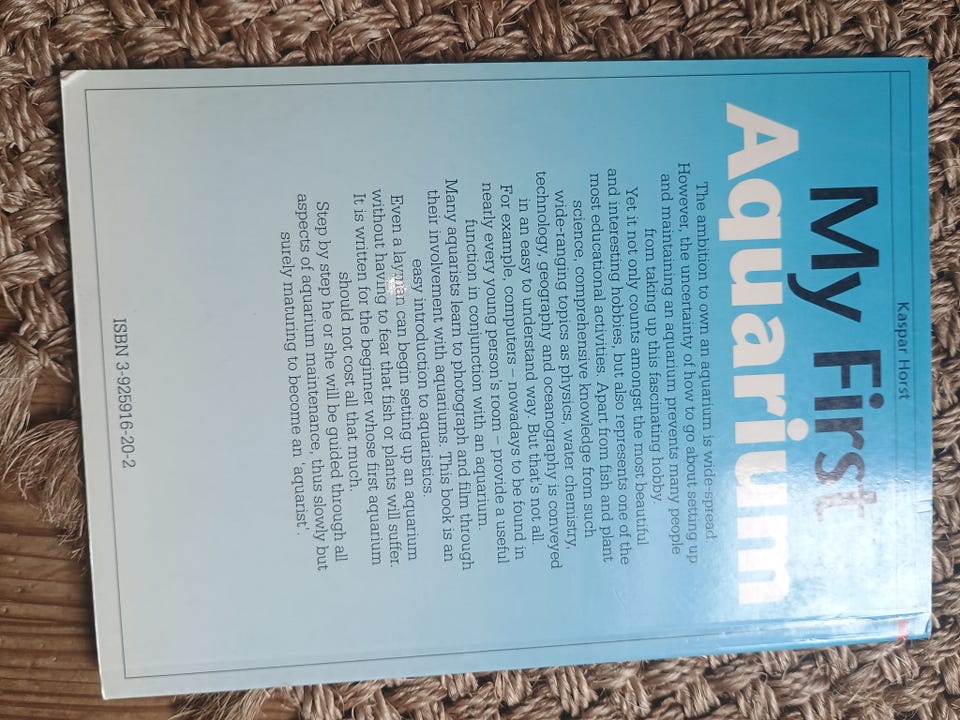 Kaspar Horst
My First
Aquarium
The ambition to own an aquarium is wide-spread
However, the uncertainty of how to go about setting up
and maintaining an aquarium prevents many people
from taking up this fascinating hobby
Yet it not only counts amongst the most beautiful
and interesting hobbies, but also represents one of the
most educational activities. Apart from fish and plant
science, comprehensive knowledge from such
wide-ranging topics as physics, water chemistry,
technology, geography and oceanography is conveyed
in an easy to understand way. But that's not all.
For example, computers – nowadays to be found in
nearly every young person's room – provide a useful
function in conjunction with an aquarium.
Many aquarists learn to photograph and film through
their involvement with aquariums. This book is an
easy introduction to aquaristics.
Even a layman can begin setting up an aquarium
without having to fear that fish or plants will suffer.
It is written for the beginner whose first aquarium
should not cost all that much.
Step by step he or she will be guided through all
aspects of aquarium maintenance, thus slowly but
surely maturing to become an 'aquarist'.
ISBN 3-925916-20-2